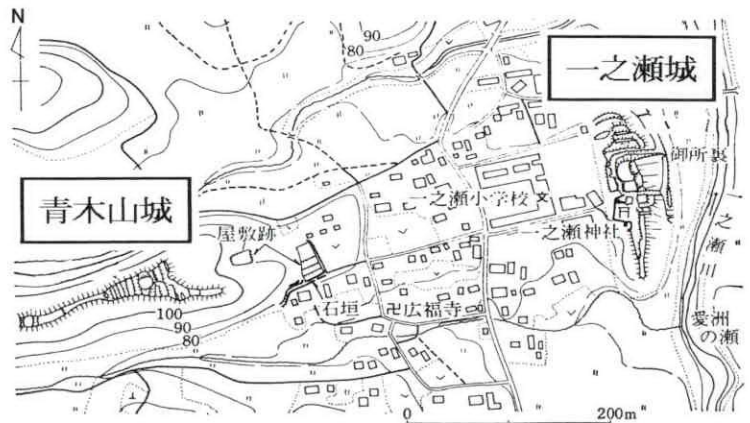 N
90
80
一之瀬城
御所裏
青木山城
一之瀬小学校
文
屋敷跡
一之瀬神社
一之瀬川
石垣
卍広福寺
100
90
80
愛洲
の瀬
0 200m